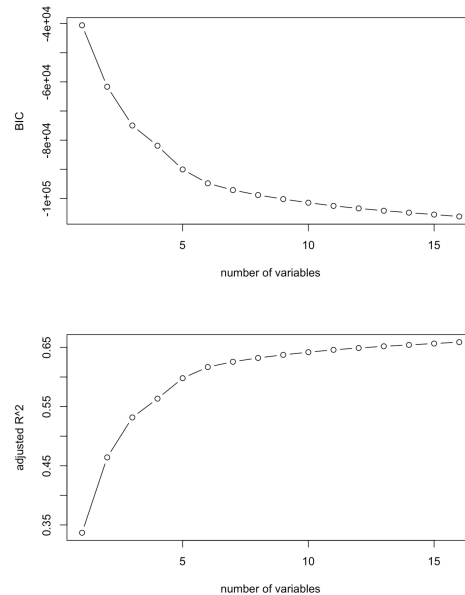 -4e+04
-6e+04
-8e+04
-1e+05
BIC
5
10
15
number of variables
0.65
0.55
0.45
0.35
adjusted R^2
5
10
15
number of variables